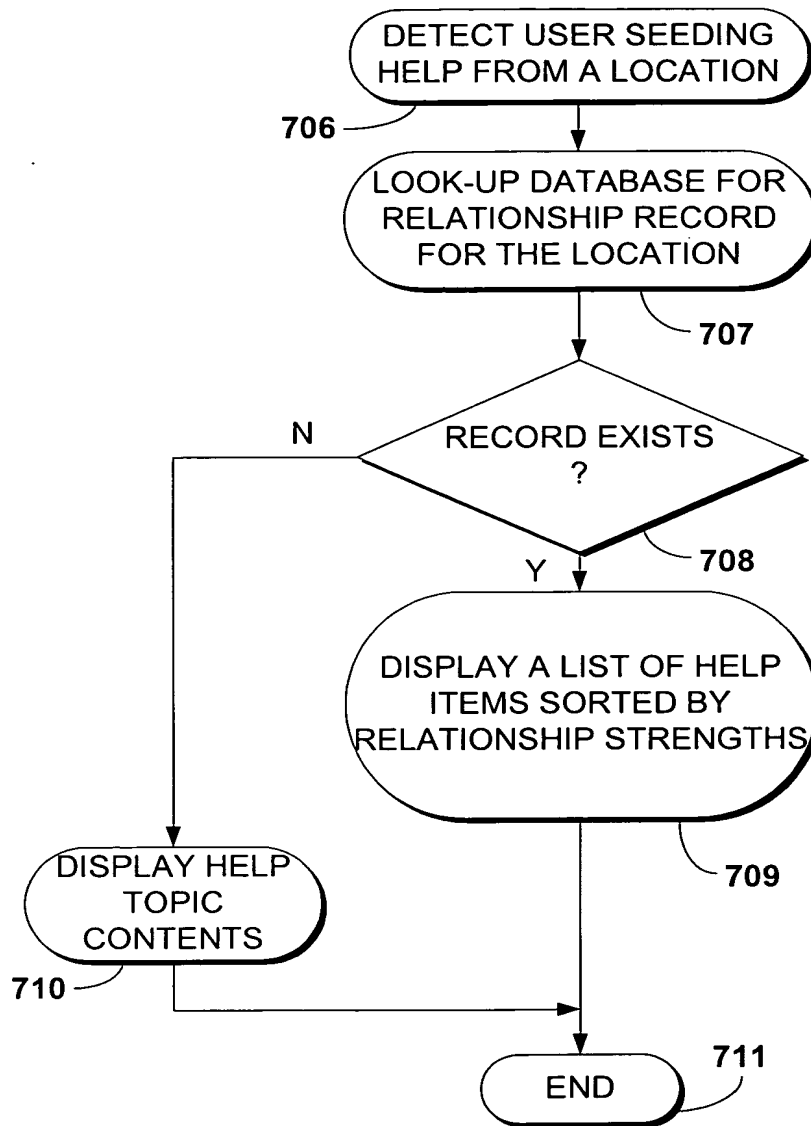 DETECT USER SEEDING
HELP FROM A LOCATION
706
LOOK-UP DATABASE FOR
RELATIONSHIP RECORD
FOR THE LOCATION
707
N
RECORD EXISTS
?
708
Y
DISPLAY A LIST OF HELP
ITEMS SORTED BY
RELATIONSHIP STRENGTHS
709
DISPLAY HELP
TOPIC
CONTENTS
710
711
END